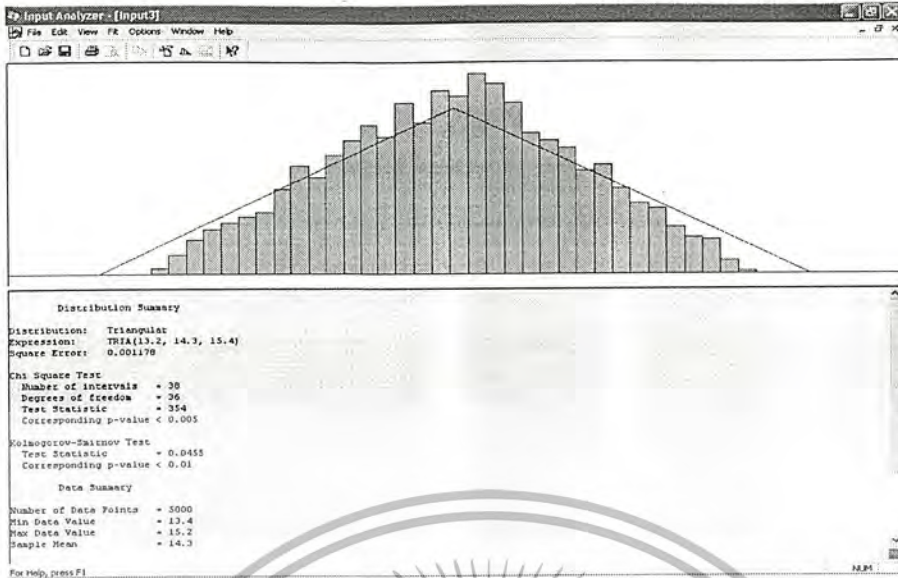 Input Analyzer - [Input3]
File Edit View Fit Options Window Help
Distribution Summary
Distribution: Triangular
Expression: TRIA(13.2, 14.3, 15.4)
Square Error: 0.001178
Chi Square Test
Number of intervals = 38
Degrees of freedom = 36
Test Statistic = 354
Corresponding p-value < 0.005
Kolmogorov-Smirnov Test
Test Statistic = 0.0455
Corresponding p-value < 0.01
Data Summary
Number of Data Points = 5000
Min Data Value = 13.4
Max Data Value = 15.2
Sample Mean = 14.3
For Help, press F1
NUM